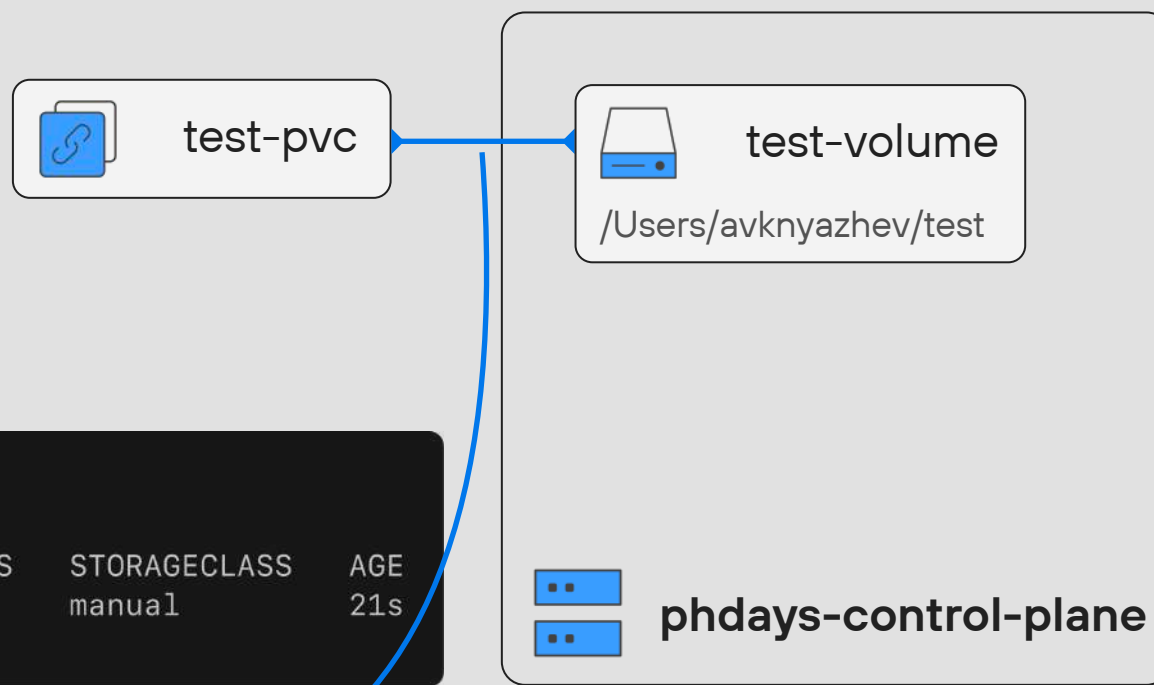 test-pvc
test-volume
/Users/avknyazhev/test
S STORAGECLASS AGE
manual 21s
phdays-control-plane